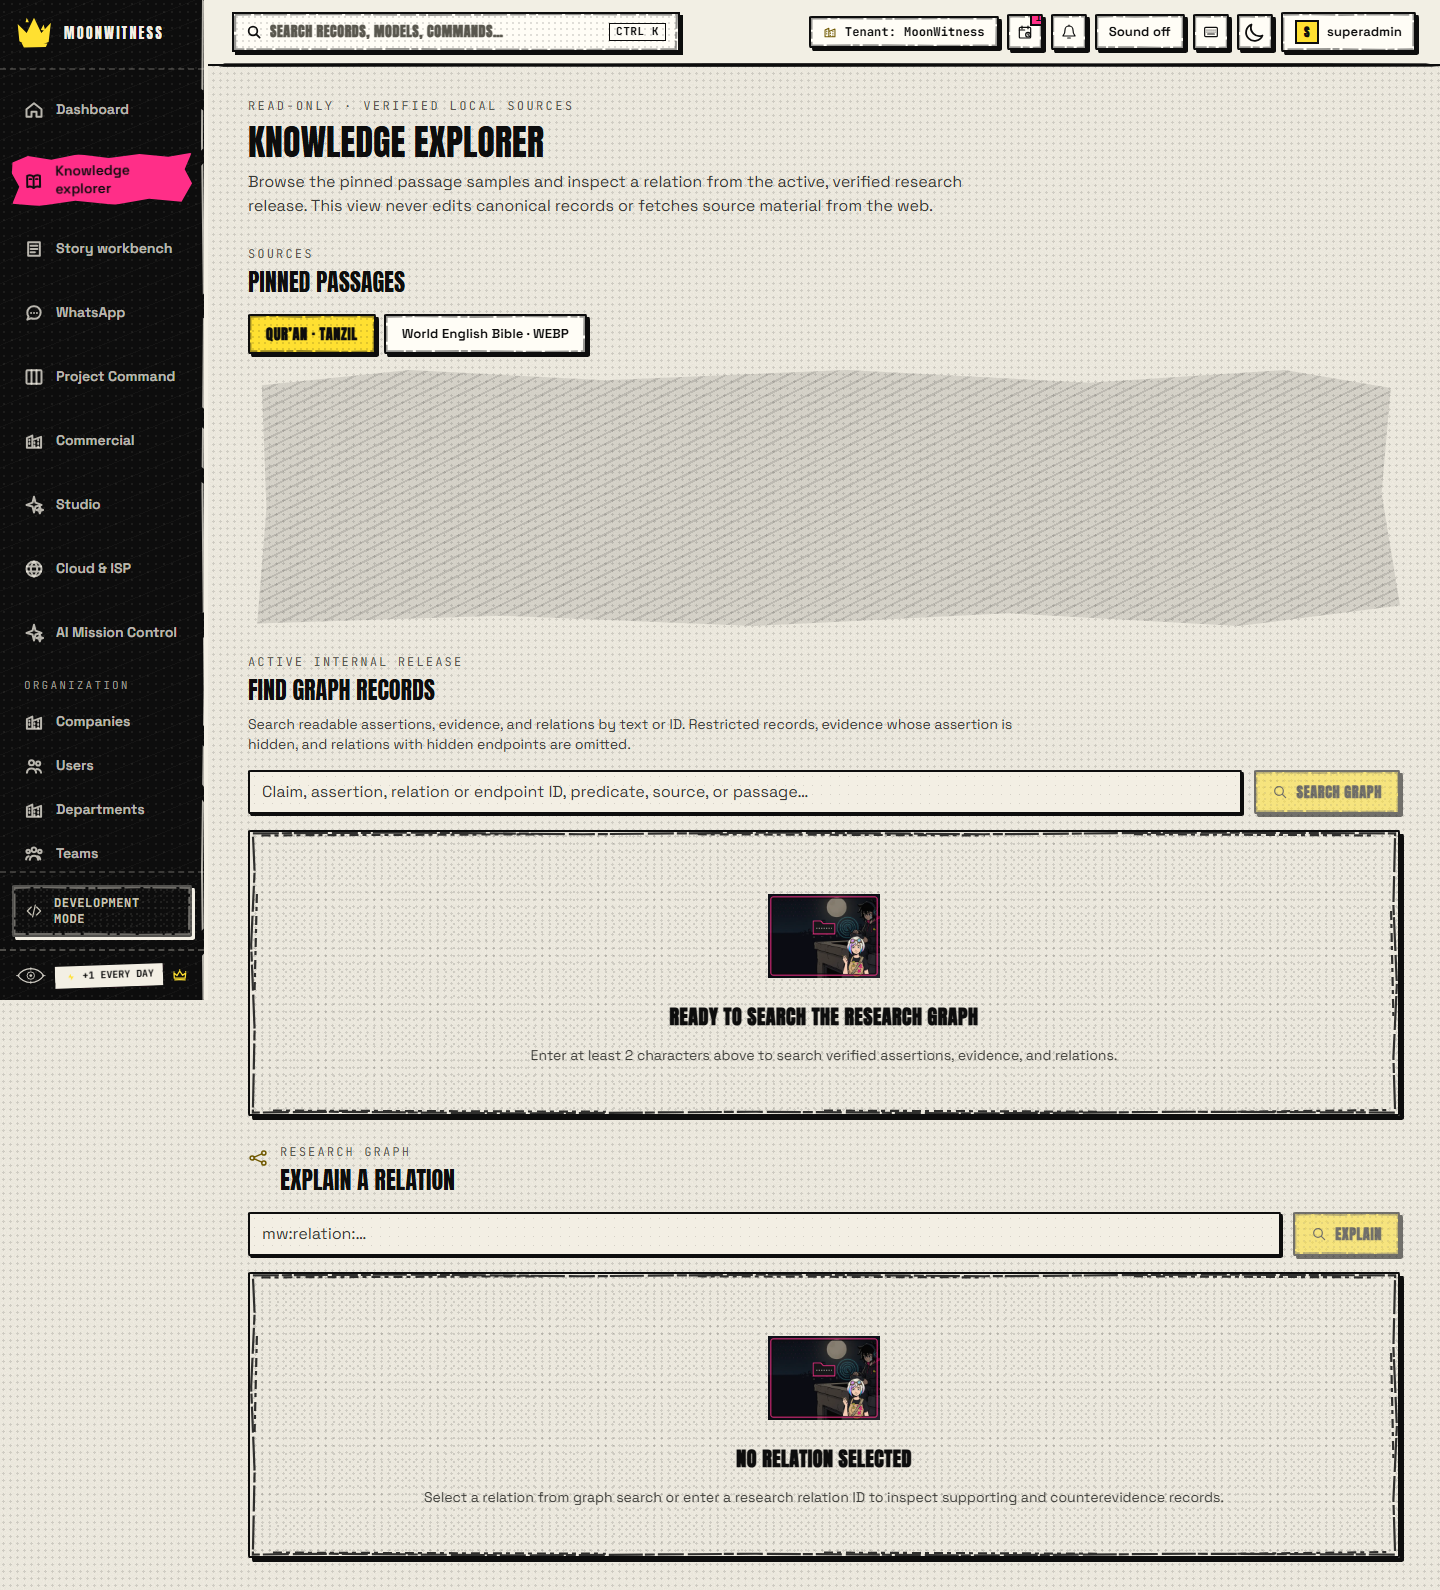 MOONWITNESS
SEARCH RECORDS, MODELS, COMMANDS...
CTRL K
Tenant: MoonWitness
Sound off
S
superadmin
Dashboard
Knowledge
explorer
Story workbench
WhatsApp
Project Command
Commercial
Studio
Cloud & ISP
AI Mission Control
ORGANIZATION
Companies
Users
Departments
Teams
DEVELOPMENT
MODE
+1 EVERY DAY
READ-ONLY · VERIFIED LOCAL SOURCES
KNOWLEDGE EXPLORER
Browse the pinned passage samples and inspect a relation from the active, verified research
release. This view never edits canonical records or fetches source material from the web.
SOURCES
PINNED PASSAGES
QUR'AN · TANZIL
World English Bible · WEBP
ACTIVE INTERNAL RELEASE
FIND GRAPH RECORDS
Search readable assertions, evidence, and relations by text or ID. Restricted records, evidence whose assertion is
hidden, and relations with hidden endpoints are omitted.
Claim, assertion, relation or endpoint ID, predicate, source, or passage...
SEARCH GRAPH
READY TO SEARCH THE RESEARCH GRAPH
Enter at least 2 characters above to search verified assertions, evidence, and relations.
RESEARCH GRAPH
EXPLAIN A RELATION
mw:relation:...
EXPLAIN
NO RELATION SELECTED
Select a relation from graph search or enter a research relation ID to inspect supporting and counterevidence records.